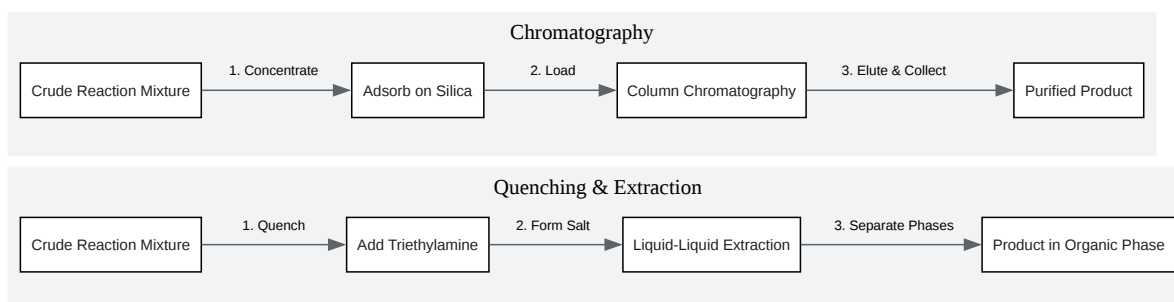 Chromatography
Crude Reaction Mixture
1. Concentrate
Adsorb on Silica
2. Load
Column Chromatography
3. Elute & Collect
Purified Product
Quenching & Extraction
Crude Reaction Mixture
1. Quench
Add Triethylamine
2. Form Salt
Liquid-Liquid Extraction
3. Separate Phases
Product in Organic Phase